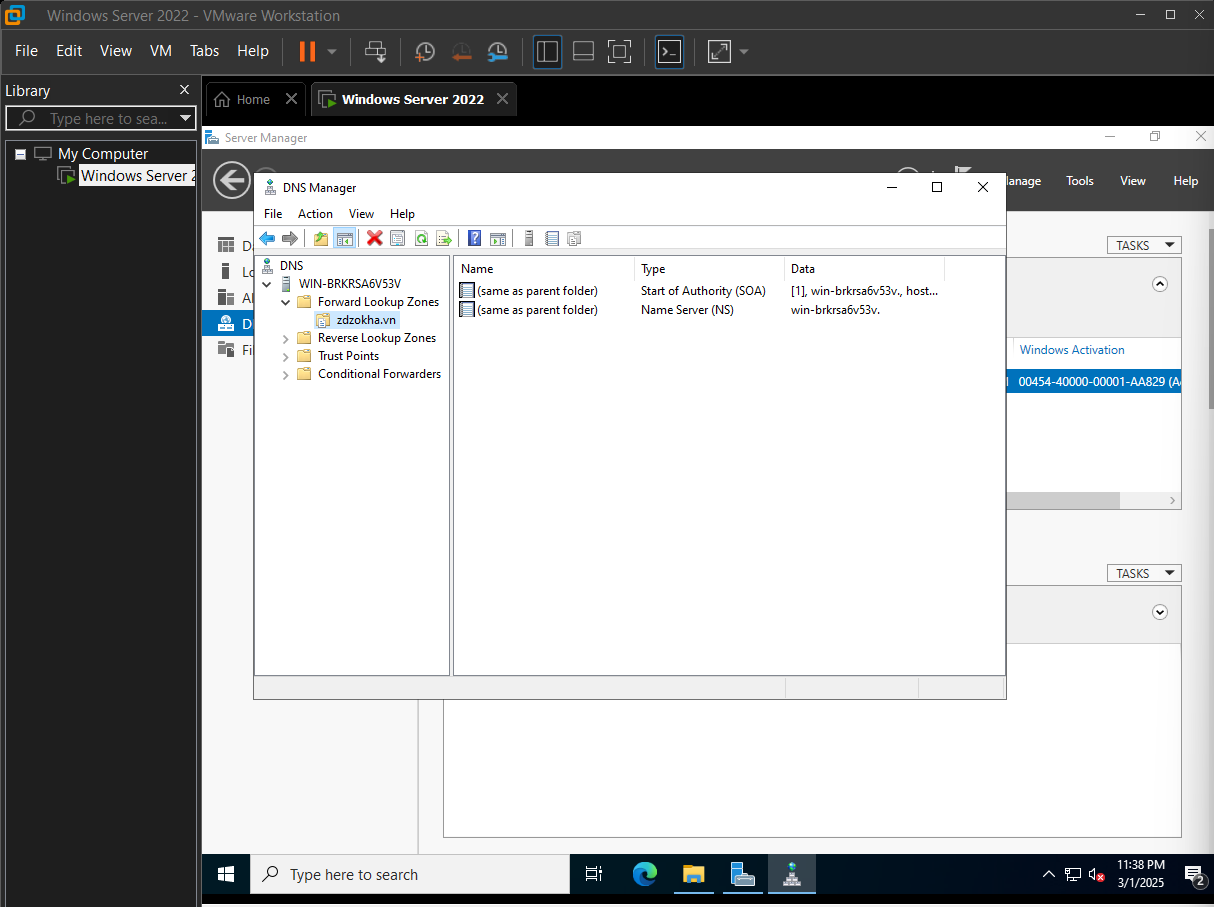 Windows Server 2022 - VMware Workstation
File Edit View VM Tabs Help
Library
Home
Windows Server 2022
Type here to sea...
My Computer
Windows Server 2
Server Manager
Tools View Help
DNS Manager
File Action View Help
TASKS
DNS
WIN-BRKRSA6V53V
Forward Lookup Zones
zdzokha.vn
Reverse Lookup Zones
Trust Points
Conditional Forwarders
Name Type Data
(same as parent folder) Start of Authority (SOA) [1], win-brkrsa6v53v., host...
(same as parent folder) Name Server (NS) win-brkrsa6v53v.
Windows Activation
00454-40000-00001-AA829 (A
TASKS
Type here to search
11:38 PM
3/1/2025
2